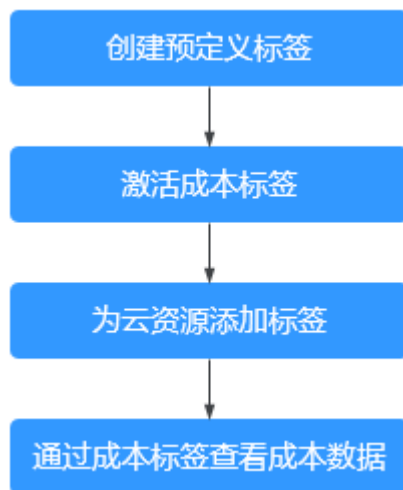 创建预定义标签
激活成本标签
为云资源添加标签
通过成本标签查看成本数据